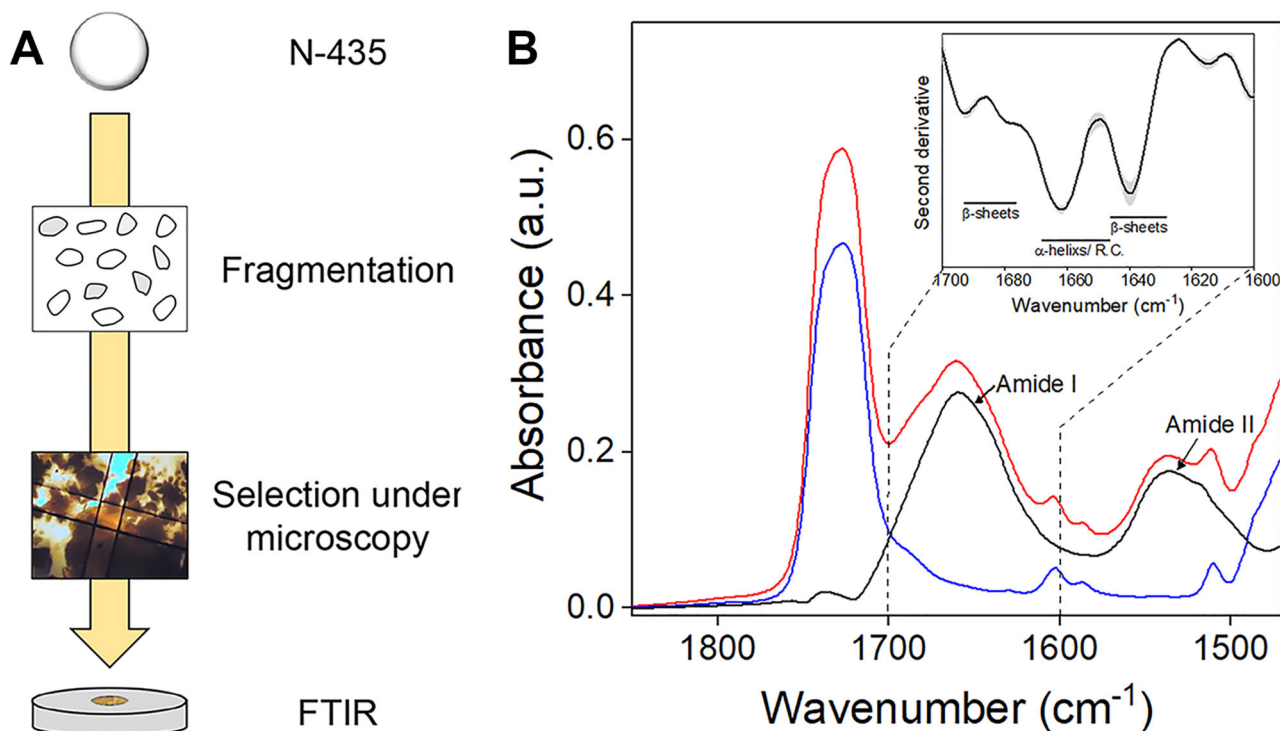 A
N-435
Fragmentation
Selection under
microscopy
FTIR
B
Absorbance (a.u.)
0.6
0.4
0.2
0.0
1800
1700
1600
1500
Wavenumber (cm⁻¹)
Amide I
Amide II
Second derivative
β-sheets
α-helixs/ R.C.
β-sheets
1700
1680
1660
1640
1620
1600
Wavenumber (cm⁻¹)